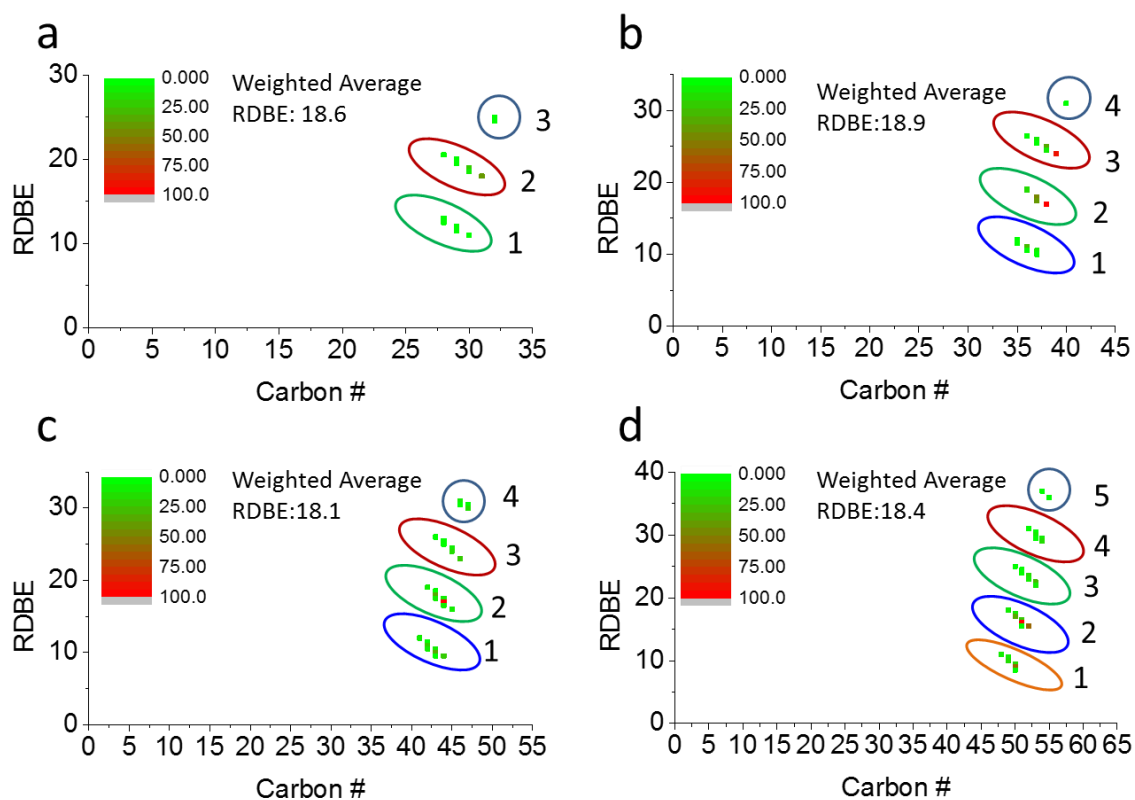 a
30
20
10
0
RDBE
0.000
25.00
50.00
75.00
100.0
Weighted Average
RDBE: 18.6
3
2
1
0 5 10 15 20 25 30 35
Carbon #
b
30
20
10
0
RDBE
0.000
25.00
50.00
75.00
100.0
Weighted Average
RDBE:18.9
4
3
2
1
0 5 10 15 20 25 30 35 40 45
Carbon #
c
30
20
10
0
RDBE
0.000
25.00
50.00
75.00
100.0
Weighted Average
RDBE:18.1
4
3
2
1
0 5 10 15 20 25 30 35 40 45 50 55
Carbon #
d
40
30
20
10
0
RDBE
0.000
25.00
50.00
75.00
100.0
Weighted Average
RDBE:18.4
5
4
3
2
1
0 5 10 15 20 25 30 35 40 45 50 55 60 65
Carbon #